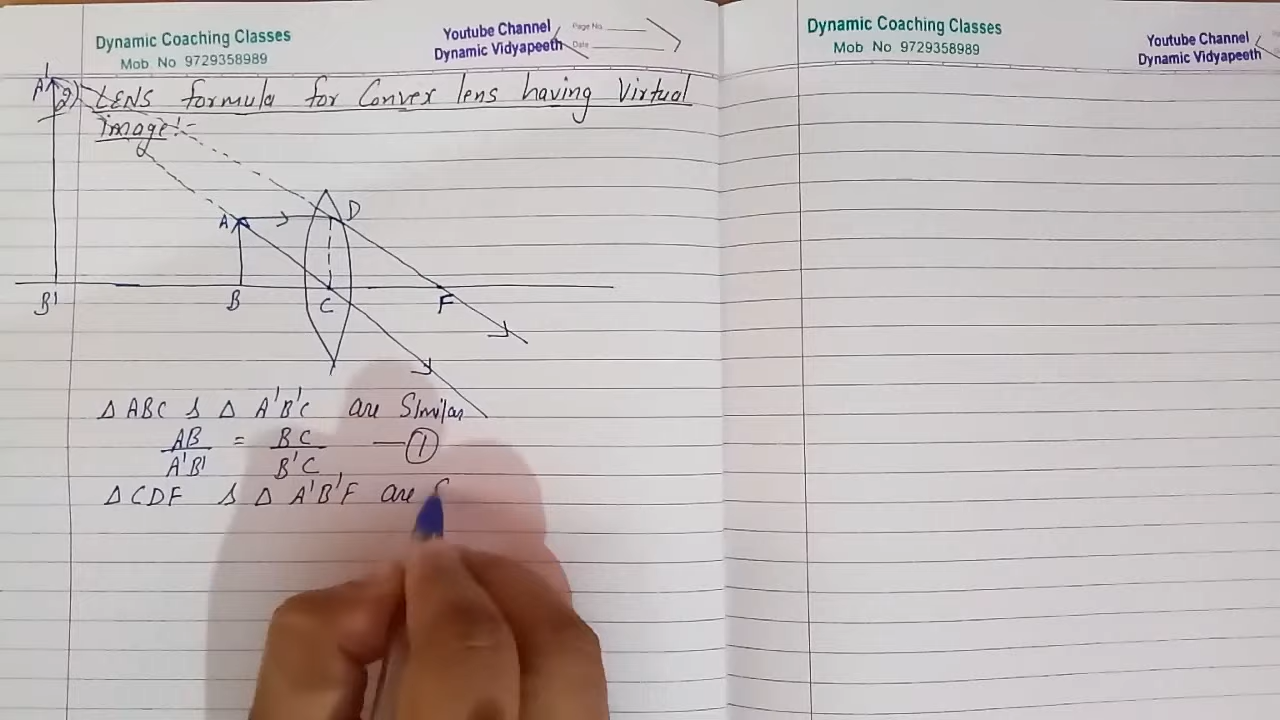 Dynamic Coaching Classes
Mob No 9729358989
Youtube Channel
Dynamic Vidyapeeth
Page No.
Date
Dynamic Coaching Classes
Mob No 9729358989
Youtube Channel
Dynamic Vidyapeeth
A'
2) LENS formula for Convex lens having Virtual
image:-
A
D
B'
B
C
F
Δ ABC & Δ A'B'C are Similar
AB/A'B' = BC/B'C —①
Δ CDF & Δ A'B'F are